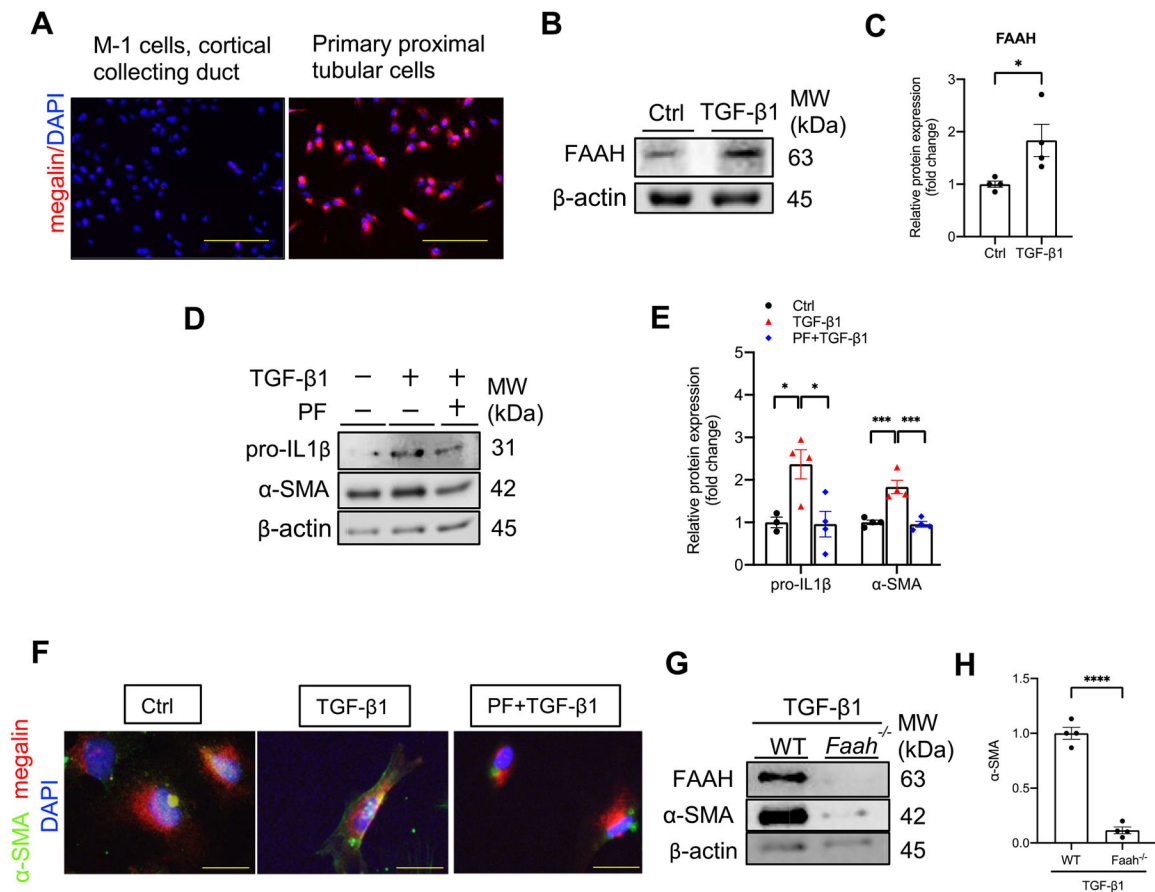 A
M-1 cells, cortical
collecting duct
Primary proximal
tubular cells
megalin/DAPI
B
Ctrl TGF-β1 MW
(kDa)
FAAH 63
β-actin 45
C
FAAH
*
Relative protein expression
(fold change)
3
2
1
0
Ctrl TGF-β1
D
TGF-β1 − + + MW
PF − − + (kDa)
pro-IL1β 31
α-SMA 42
β-actin 45
E
Ctrl
TGF-β1
PF+TGF-β1
Relative protein expression
(fold change)
5
4
3
2
1
0
* * *** ***
pro-IL1β α-SMA
F
Ctrl TGF-β1 PF+TGF-β1
α-SMA megalin
DAPI
G
TGF-β1
WT Faah-/- MW
(kDa)
FAAH 63
α-SMA 42
β-actin 45
H
****
α-SMA
1.5
1.0
0.5
0.0
WT Faah-/-
TGF-β1